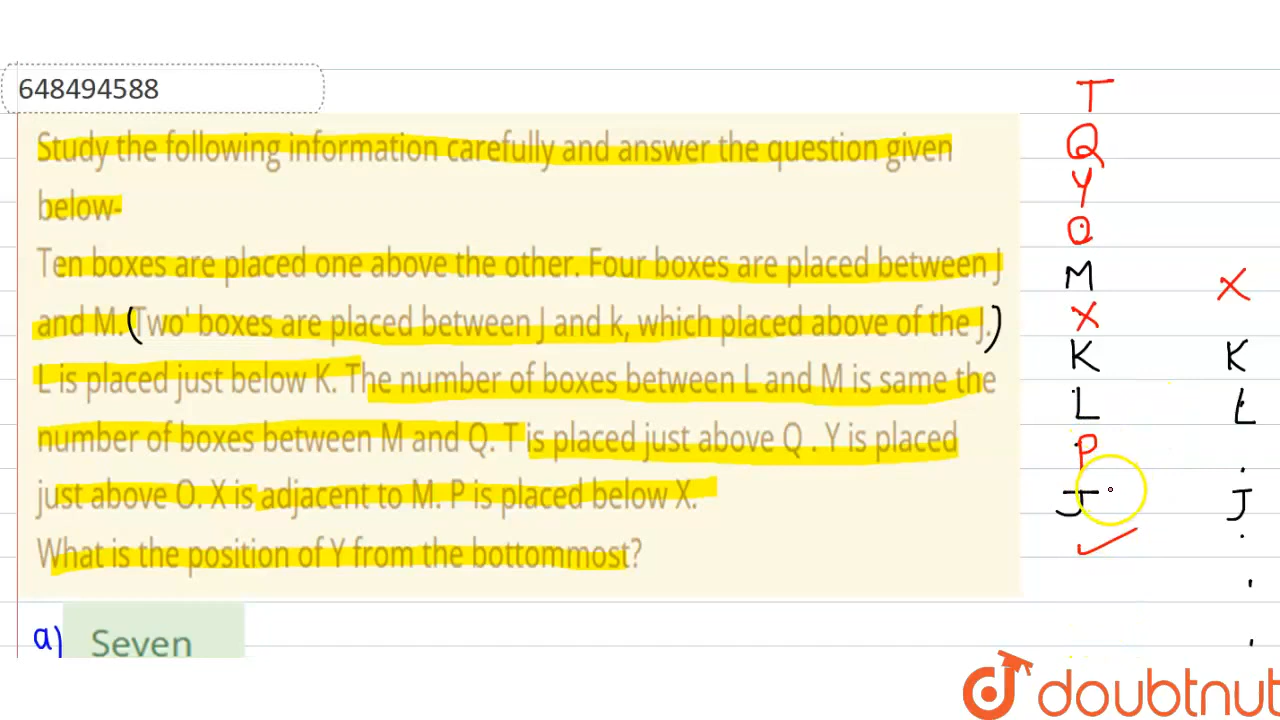 648494588
Study the following information carefully and answer the question given
below-
Ten boxes are placed one above the other. Four boxes are placed between J
and M. (Two' boxes are placed between J and k, which placed above of the J.)
L is placed just below K. The number of boxes between L and M is same the
number of boxes between M and Q. T is placed just above Q . Y is placed
just above O. X is adjacent to M. P is placed below X.
What is the position of Y from the bottommost?
a) Seven
T
Q
Y
O
M
X
K
L
P
J
X
K
L
J
doubtnut